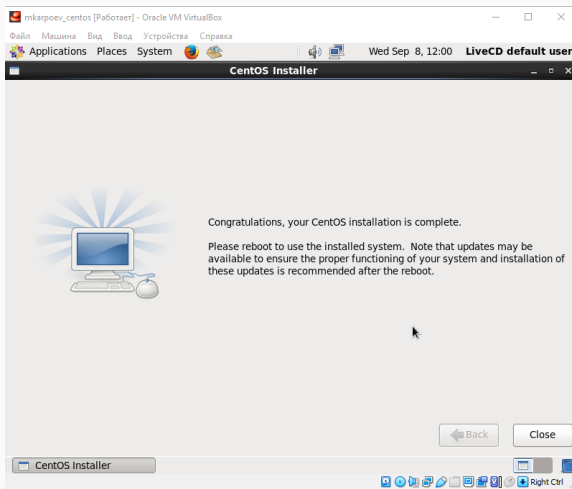 mkarpoev_centos [Работает] - Oracle VM VirtualBox
Файл Машина Вид Ввод Устройства Справка
Applications Places System Wed Sep 8, 12:00 LiveCD default user
CentOS Installer
Congratulations, your CentOS installation is complete.
Please reboot to use the installed system. Note that updates may be
available to ensure the proper functioning of your system and installation of
these updates is recommended after the reboot.
Back Close
CentOS Installer
Right Ctrl